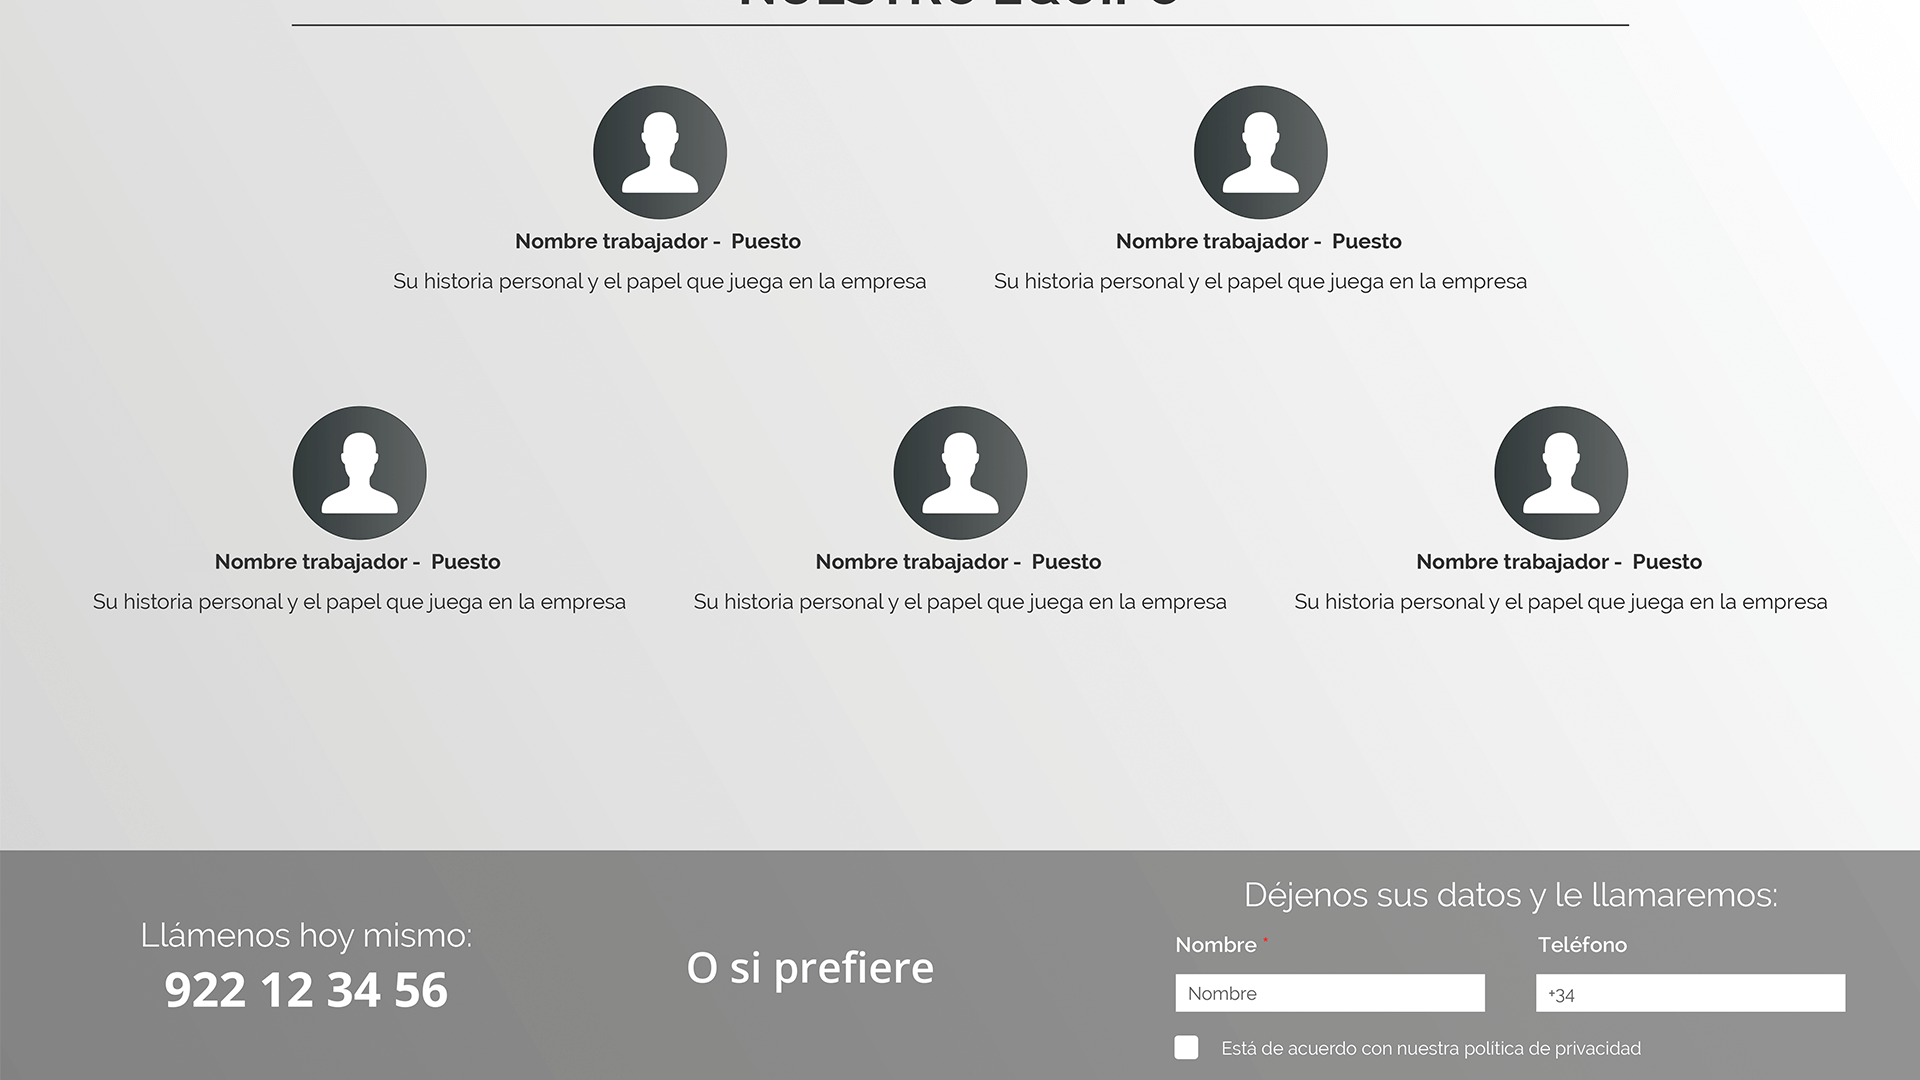 NUESTRO EQUIPO
Nombre trabajador - Puesto
Su historia personal y el papel que juega en la empresa
Nombre trabajador - Puesto
Su historia personal y el papel que juega en la empresa
Nombre trabajador - Puesto
Su historia personal y el papel que juega en la empresa
Nombre trabajador - Puesto
Su historia personal y el papel que juega en la empresa
Nombre trabajador - Puesto
Su historia personal y el papel que juega en la empresa
Llámenos hoy mismo:
922 12 34 56
O si prefiere
Déjenos sus datos y le llamaremos:
Nombre *
Teléfono
Nombre
+34
Está de acuerdo con nuestra política de privacidad